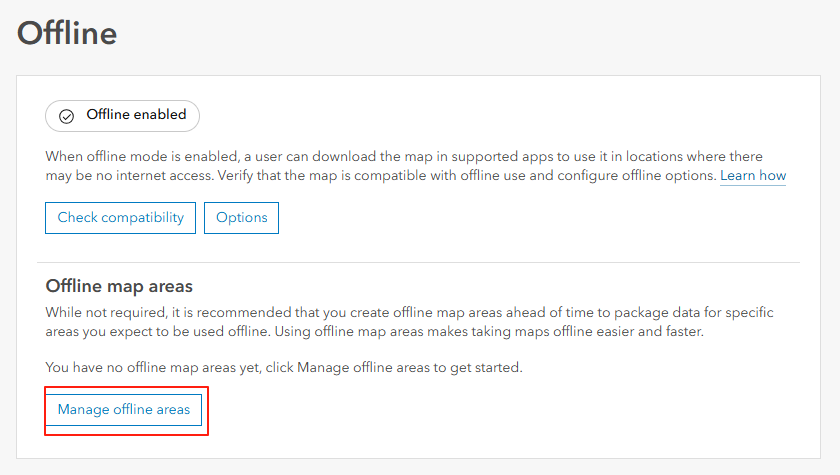 Offline
Offline enabled
When offline mode is enabled, a user can download the map in supported apps to use it in locations where there
may be no internet access. Verify that the map is compatible with offline use and configure offline options. Learn how
Check compatibility Options
Offline map areas
While not required, it is recommended that you create offline map areas ahead of time to package data for specific
areas you expect to be used offline. Using offline map areas makes taking maps offline easier and faster.
You have no offline map areas yet, click Manage offline areas to get started.
Manage offline areas